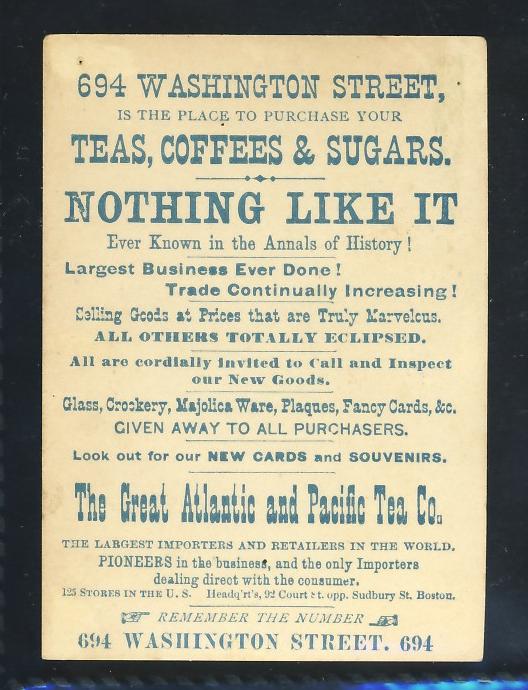 694 WASHINGTON STREET,
IS THE PLACE TO PURCHASE YOUR
TEAS, COFFEES & SUGARS.
NOTHING LIKE IT
Ever Known in the Annals of History!
Largest Business Ever Done!
Trade Continually Increasing!
Selling Goods at Prices that are Truly Marvelous.
ALL OTHERS TOTALLY ECLIPSED.
All are cordially invited to Call and Inspect
our New Goods.
Glass, Crockery, Majolica Ware, Plaques, Fancy Cards, &c.
GIVEN AWAY TO ALL PURCHASERS.
Look out for our NEW CARDS and SOUVENIRS.
The Great Atlantic and Pacific Tea Co.
THE LARGEST IMPORTERS AND RETAILERS IN THE WORLD.
PIONEERS in the business, and the only Importers
dealing direct with the consumer.
125 STORES IN THE U. S. Headq'rt's, 92 Court St. opp. Sudbury St, Boston.
REMEMBER THE NUMBER
694 WASHINGTON STREET. 694